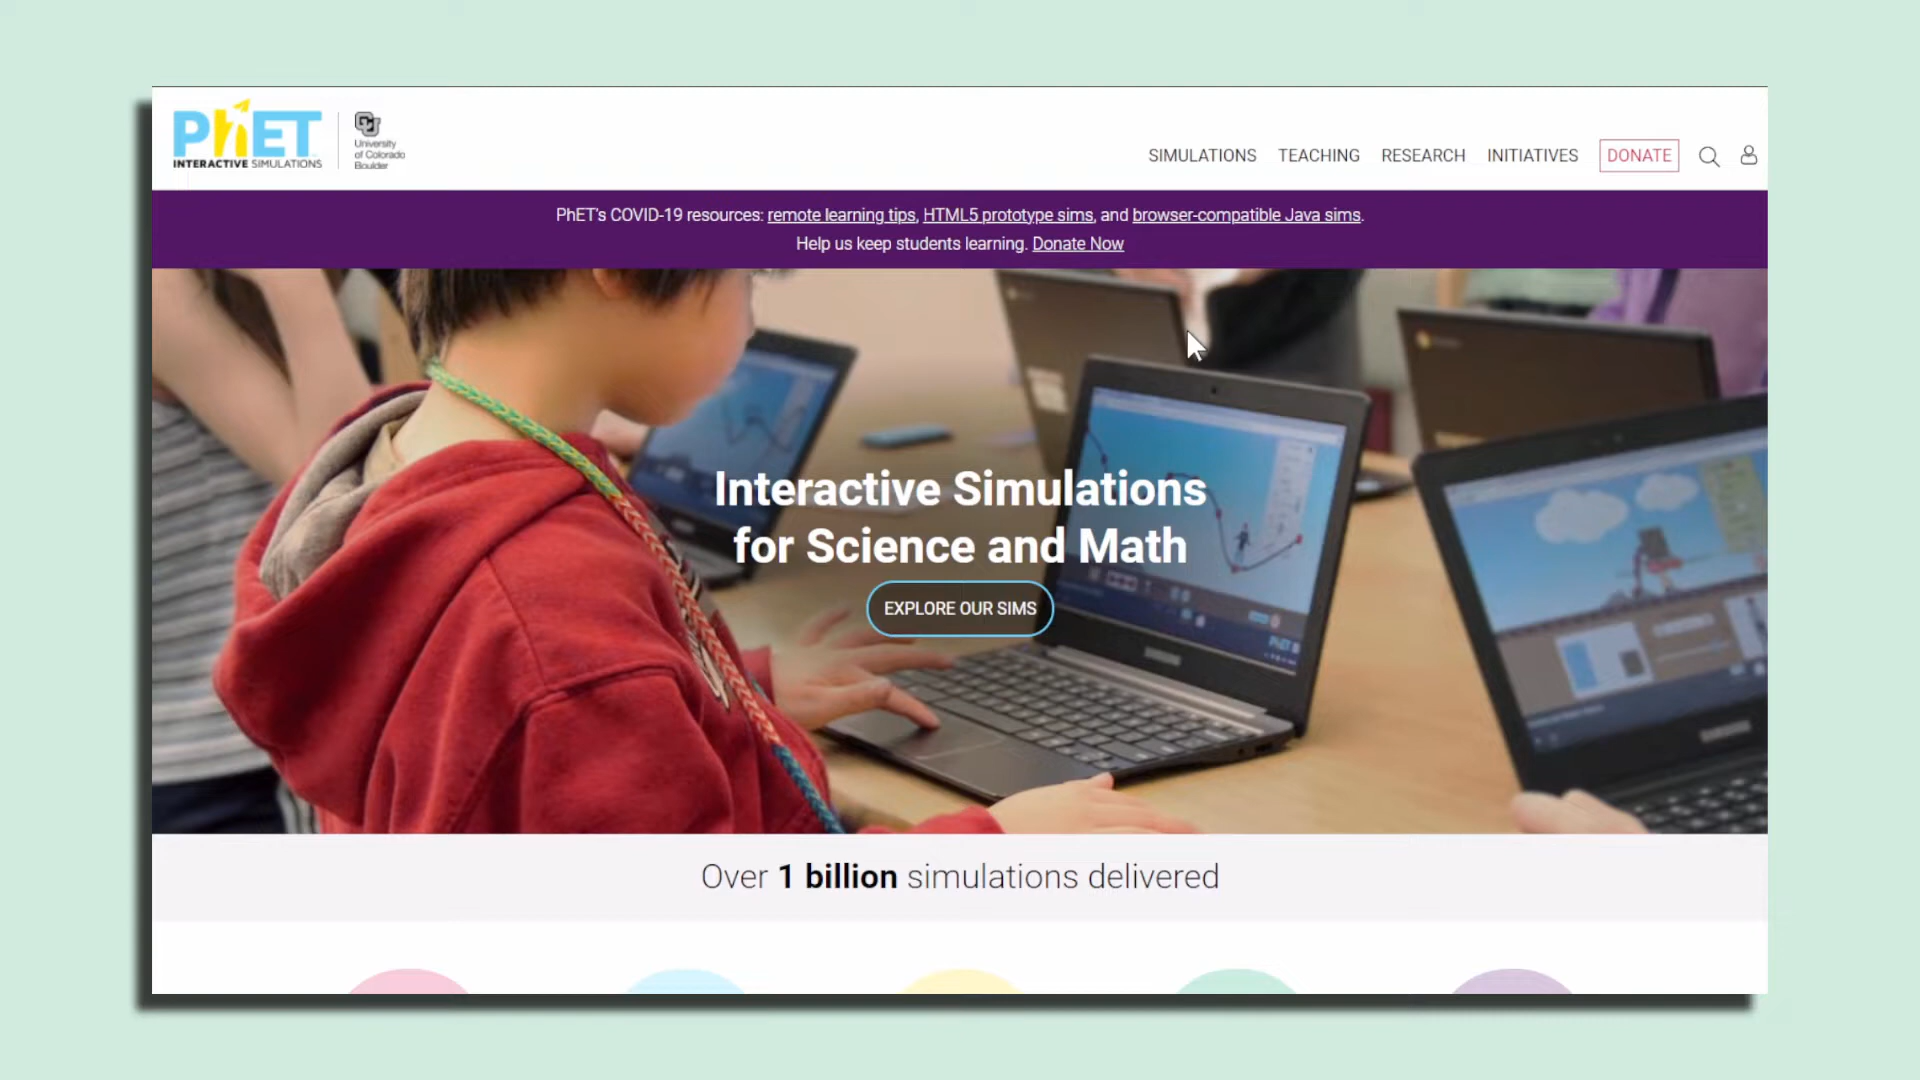 PhET
INTERACTIVE SIMULATIONS
University
of Colorado
Boulder
SIMULATIONS TEACHING RESEARCH INITIATIVES DONATE
PhET's COVID-19 resources: remote learning tips, HTML5 prototype sims, and browser-compatible Java sims.
Help us keep students learning. Donate Now
Interactive Simulations
for Science and Math
EXPLORE OUR SIMS
Over 1 billion simulations delivered